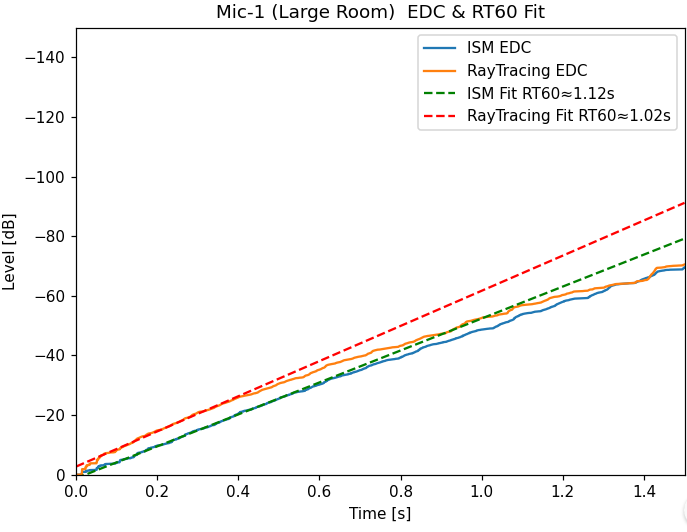 Mic-1 (Large Room)  EDC & RT60 Fit
ISM EDC
RayTracing EDC
ISM Fit RT60≈1.12s
RayTracing Fit RT60≈1.02s
Level [dB]
−140
−120
−100
−80
−60
−40
−20
0
0.0 0.2 0.4 0.6 0.8 1.0 1.2 1.4
Time [s]